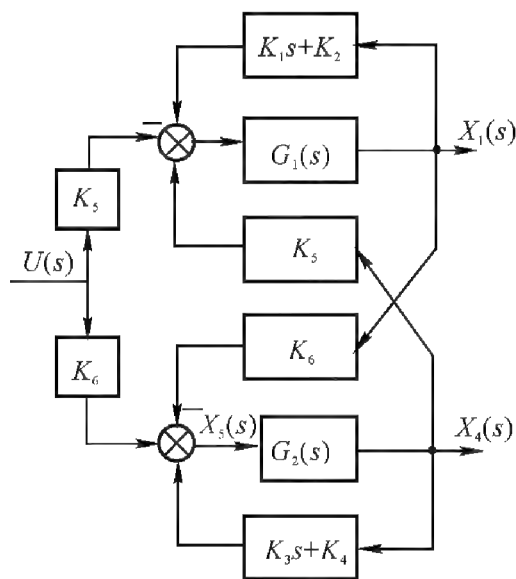 K₁s+K₂
−
G₁(s)
X₁(s)
K₅
K₅
U(s)
K₆
K₆
−
X₅(s)
G₂(s)
X₄(s)
K₃s+K₄